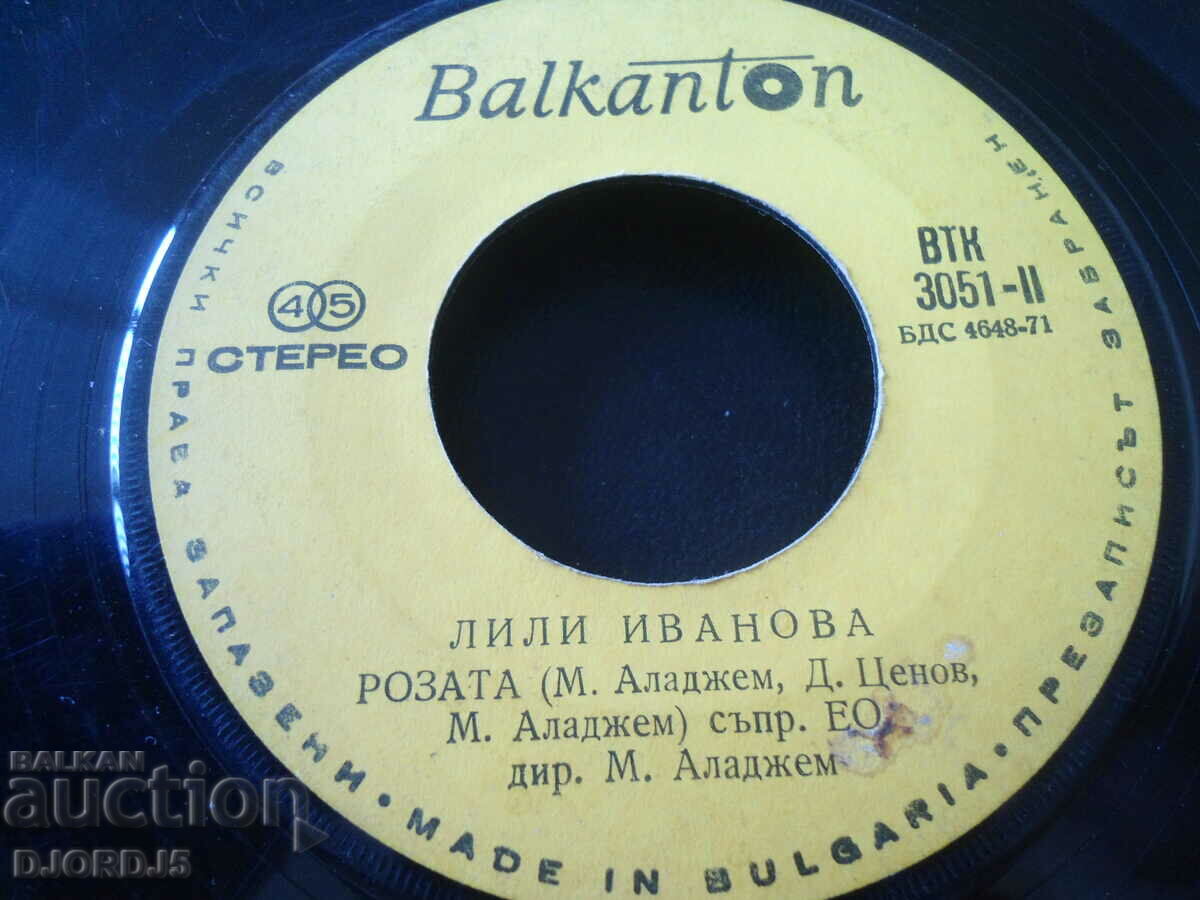 Balkanton
ВТК
3051-II
БДС 4648-71
45
СТЕРЕО
ЛИЛИ ИВАНОВА
РОЗАТА (М. Аладжем, Д. Ценов,
М. Аладжем) съпр. ЕО
дир. М. Аладжем
ВСИЧКИ ПРАВА ЗАПАЗЕНИ • MADE IN BULGARIA • ПРЕЗАПИСЪТ ЗАБРАНЕН
BALKAN
auction
DJORDJ5